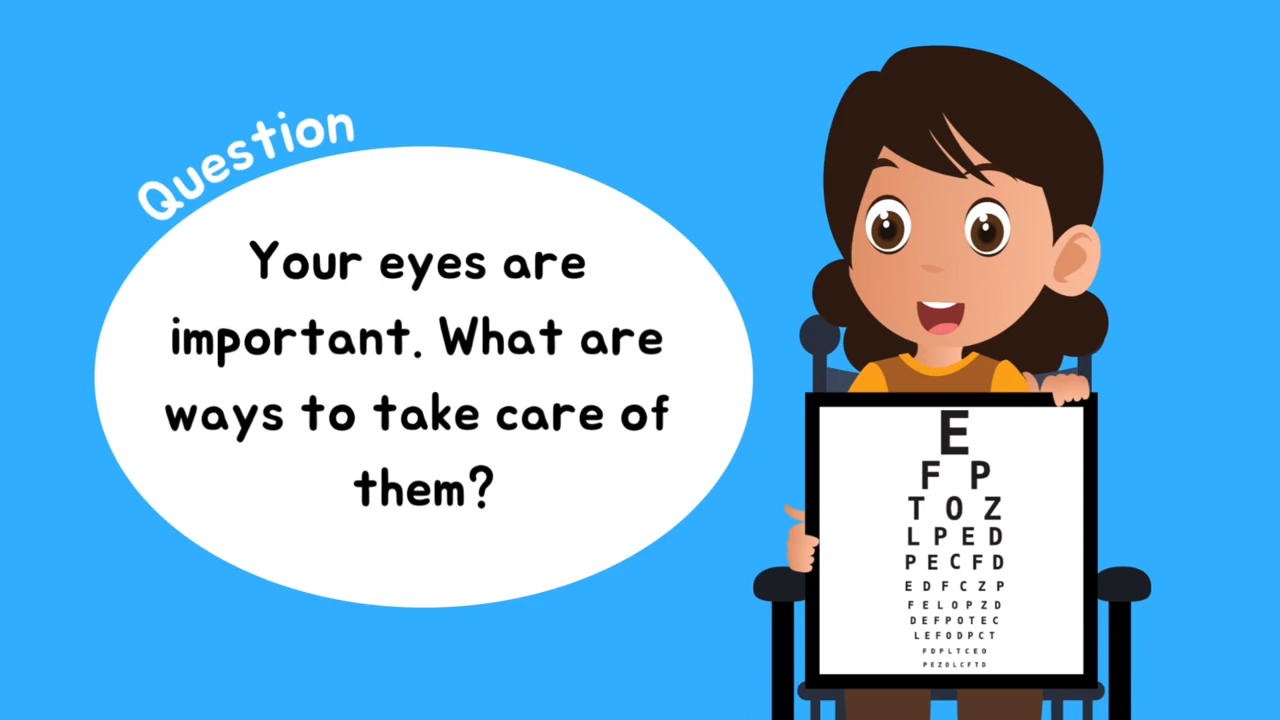 Question
Your eyes are
important. What are
ways to take care of
them?
E
F P
T O Z
L P E D
P E C F D
E D F C Z P
F E L O P Z D
D E F P O T E C
L E F O D P C T
F D P L T C E O
P E Z O L C F T D